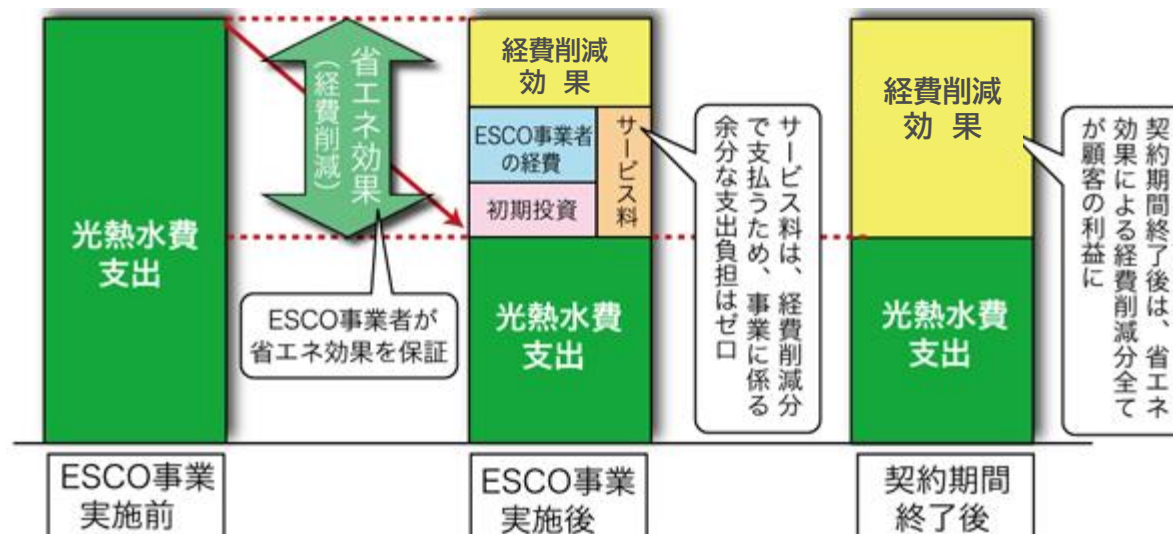 光熱水費
支出
省エネ効果
(経費削減)
ESCO事業者が
省エネ効果を保証
経費削減
効 果
ESCO事業者
の経費
初期投資
サービス料
光熱水費
支出
サービス料は、経費削減分
で支払うため、事業に係る
余分な支出負担はゼロ
経費削減
効 果
光熱水費
支出
契約期間終了後は、省エネ
効果による経費削減分全て
が顧客の利益に
ESCO事業
実施前
ESCO事業
実施後
契約期間
終了後